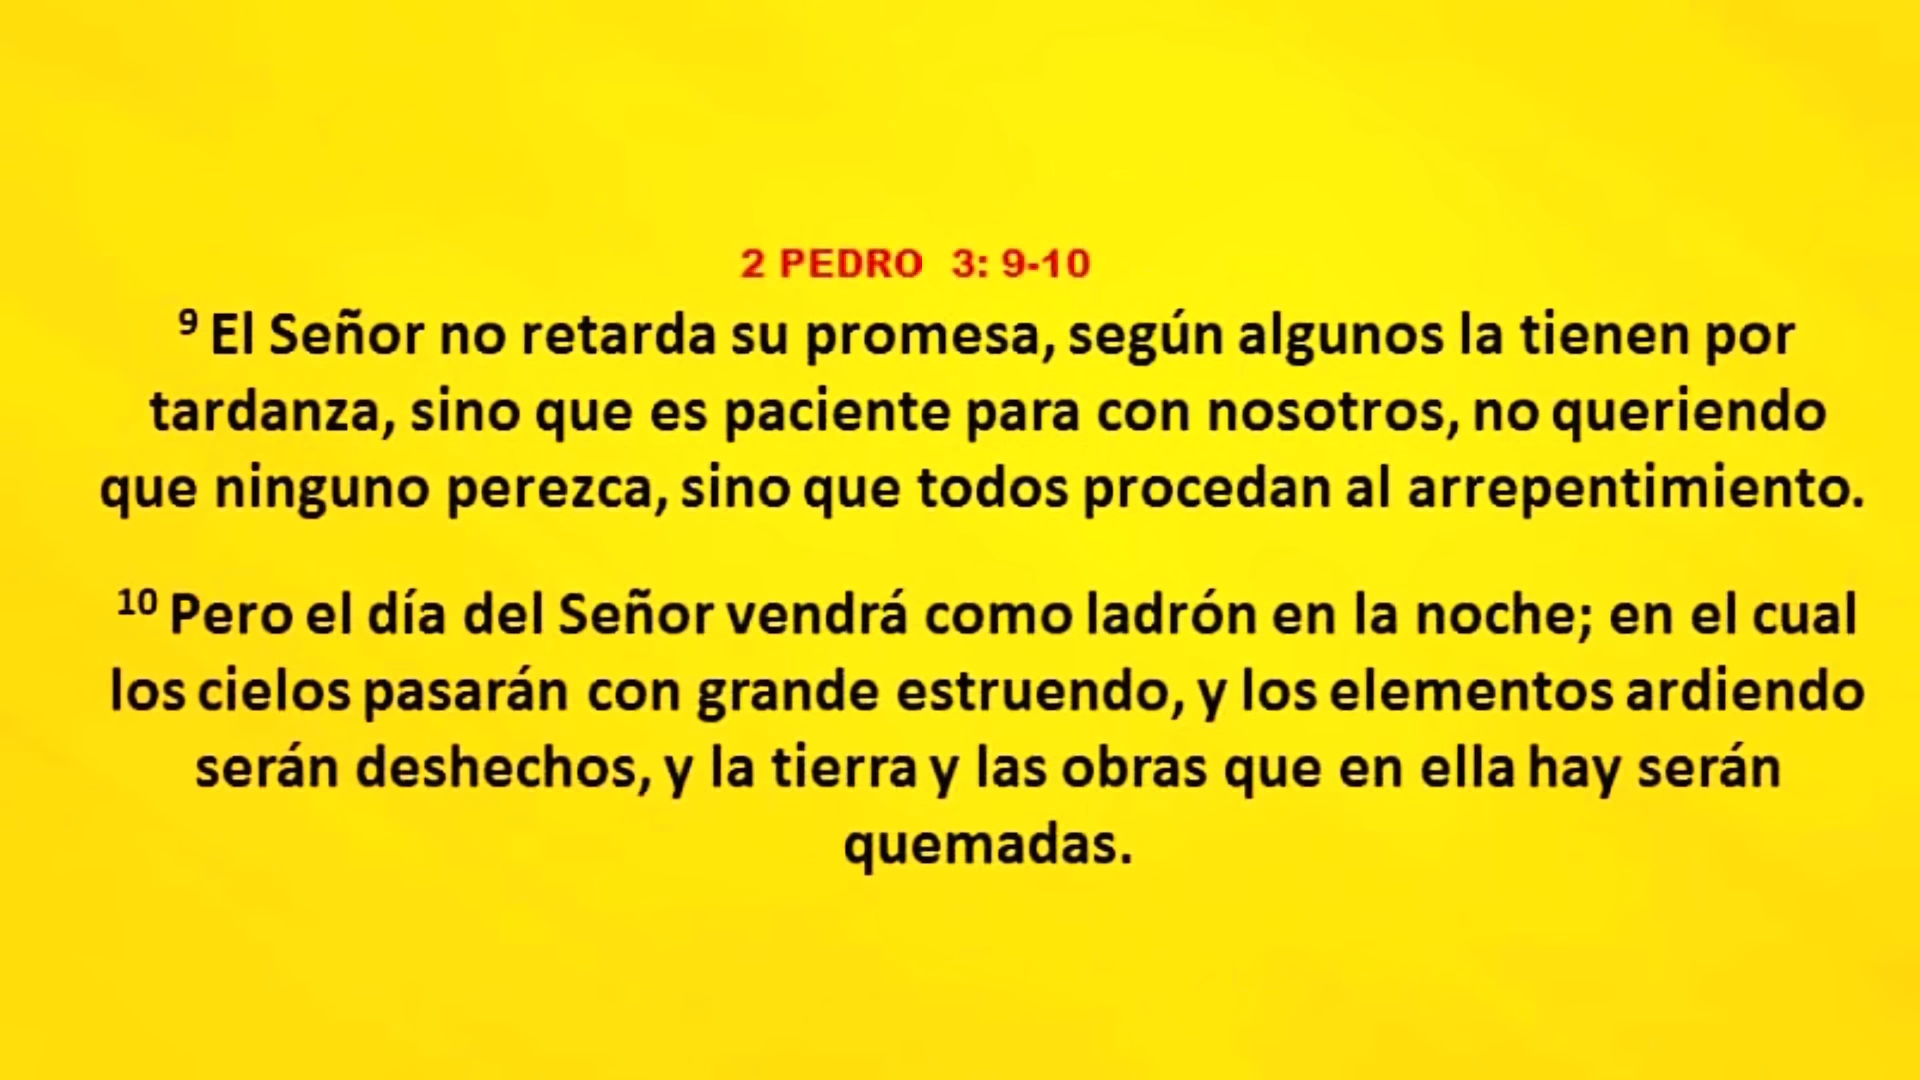 2 PEDRO 3: 9-10
⁹ El Señor no retarda su promesa, según algunos la tienen por
tardanza, sino que es paciente para con nosotros, no queriendo
que ninguno perezca, sino que todos procedan al arrepentimiento.
¹⁰ Pero el día del Señor vendrá como ladrón en la noche; en el cual
los cielos pasarán con grande estruendo, y los elementos ardiendo
serán deshechos, y la tierra y las obras que en ella hay serán
quemadas.